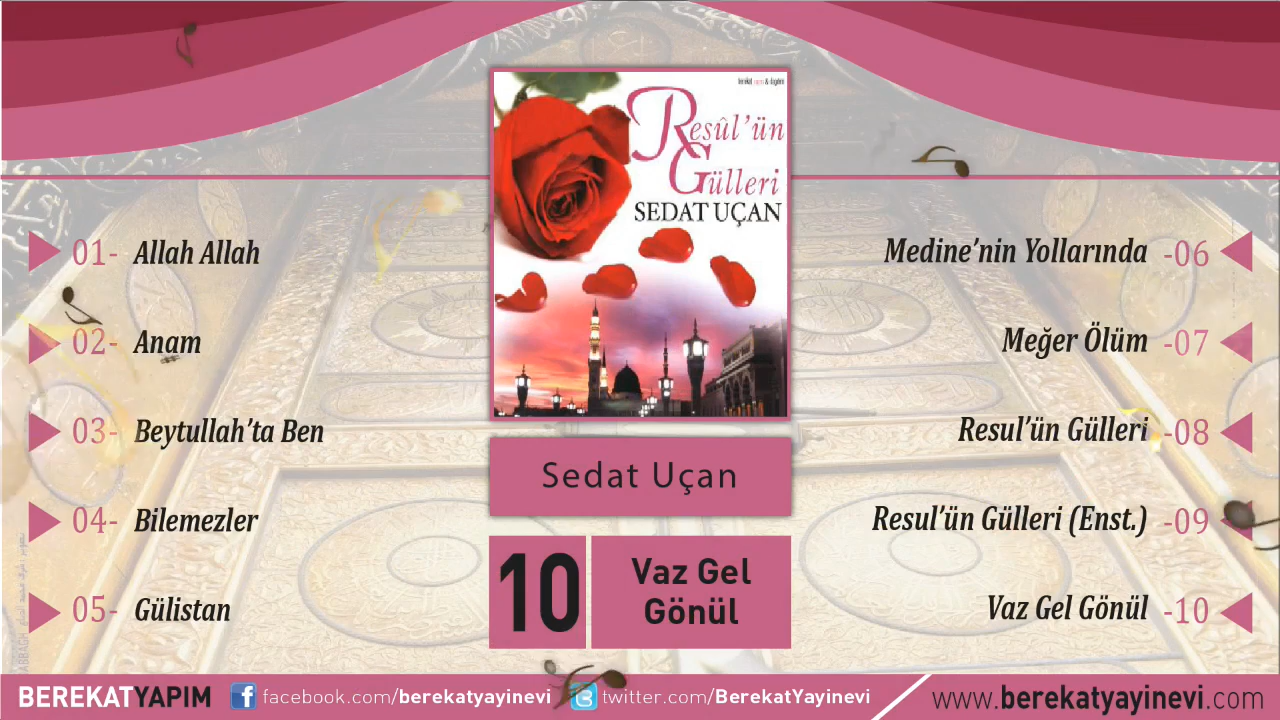 Resûl'ün
Gülleri
SEDAT UÇAN
01- Allah Allah
02- Anam
03- Beytullah'ta Ben
04- Bilemezler
05- Gülistan
Medine'nin Yollarında -06
Meğer Ölüm -07
Resul'ün Gülleri -08
Resul'ün Gülleri (Enst.) -09
Vaz Gel Gönül -10
Sedat Uçan
10
Vaz Gel
Gönül
BEREKATYAPIM facebook.com/berekatyayinevi twitter.com/BerekatYayinevi www.berekatyayinevi.com